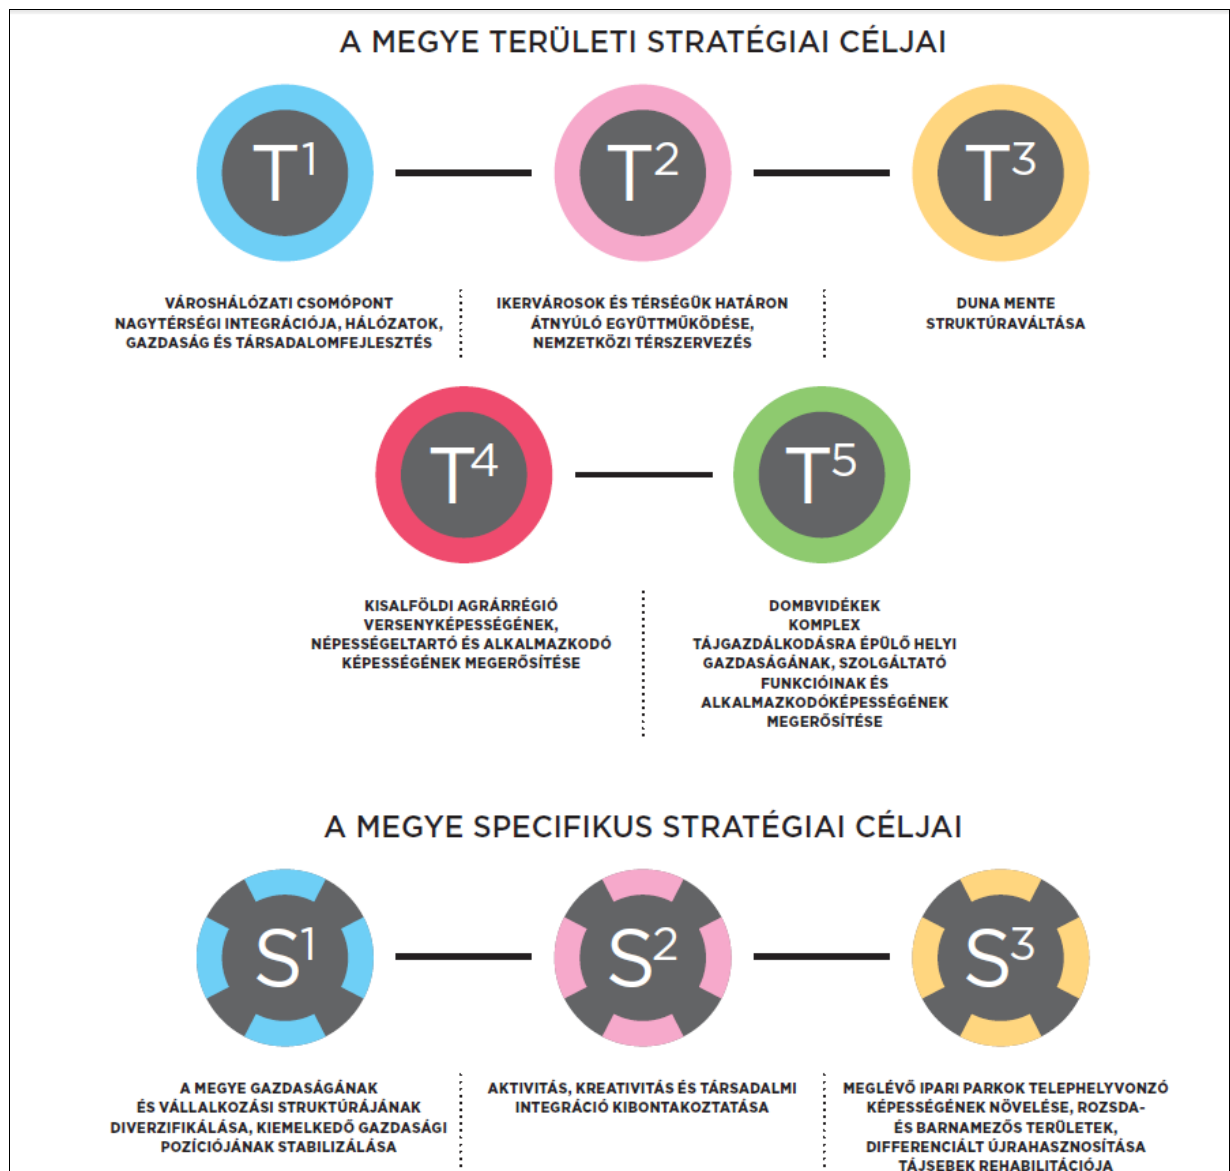 A MEGYE TERÜLETI STRATÉGIAI CÉLJAI
T¹
T²
T³
VÁROSHÁLÓZATI CSOMÓPONT
NAGYTÉRSÉGI INTEGRÁCIÓJA, HÁLÓZATOK,
GAZDASÁG ÉS TÁRSADALOMFEJLESZTÉS
IKERVÁROSOK ÉS TÉRSÉGÜK HATÁRON
ÁTNYÚLÓ EGYÜTTMŰKÖDÉSE,
NEMZETKÖZI TÉRSZERVEZÉS
DUNA MENTE
STRUKTÚRAVÁLTÁSA
T⁴
T⁵
KISALFÖLDI AGRÁRRÉGIÓ
VERSENYKÉPESSÉGÉNEK,
NÉPESSÉGELTARTÓ ÉS ALKALMAZKODÓ
KÉPESSÉGÉNEK MEGERŐSÍTÉSE
DOMBVIDÉKEK
KOMPLEX
TÁJGAZDÁLKODÁSRA ÉPÜLŐ HELYI
GAZDASÁGÁNAK, SZOLGÁLTATÓ
FUNKCIÓINAK ÉS
ALKALMAZKODÓKÉPESSÉGÉNEK
MEGERŐSÍTÉSE
A MEGYE SPECIFIKUS STRATÉGIAI CÉLJAI
S¹
S²
S³
A MEGYE GAZDASÁGÁNAK
ÉS VÁLLALKOZÁSI STRUKTÚRÁJÁNAK
DIVERZIFIKÁLÁSA, KIEMELKEDŐ GAZDASÁGI
POZÍCIÓJÁNAK STABILIZÁLÁSA
AKTIVITÁS, KREATIVITÁS ÉS TÁRSADALMI
INTEGRÁCIÓ KIBONTAKOZTATÁSA
MEGLÉVŐ IPARI PARKOK TELEPHELYVONZÓ
KÉPESSÉGÉNEK NÖVELÉSE, ROZSDA-
ÉS BARNAMEZŐS TERÜLETEK,
DIFFERENCIÁLT ÚJRAHASZNOSÍTÁSA
TÁJSEBEK REHABILITÁCIÓJA